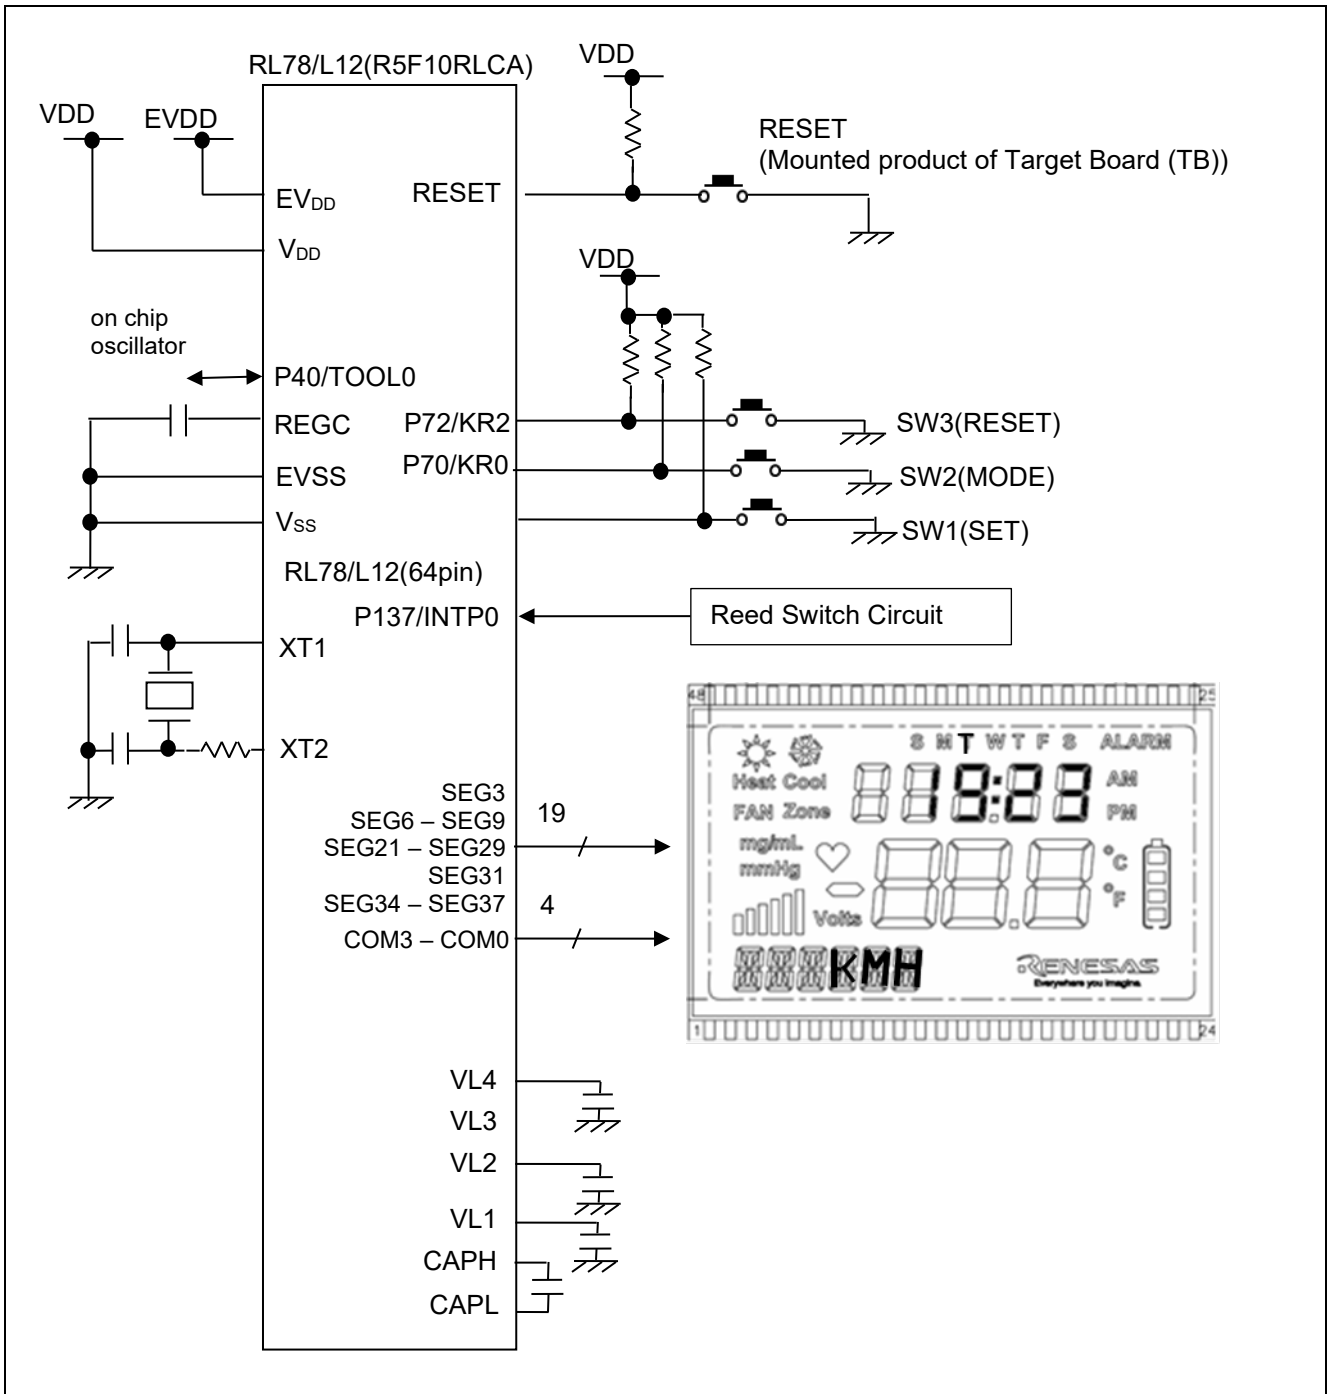 RL78/L12(R5F10RLCA)
VDD
EVDD
EVDD
VDD
on chip
oscillator
P40/TOOL0
REGC
EVSS
VSS
RL78/L12(64pin)
XT1
XT2
VDD
RESET
RESET
(Mounted product of Target Board (TB))
VDD
P72/KR2
SW3(RESET)
P70/KR0
SW2(MODE)
SW1(SET)
P137/INTP0
Reed Switch Circuit
SEG3
SEG6 – SEG9
19
SEG21 – SEG29
SEG31
SEG34 – SEG37
4
COM3 – COM0
48
25
S M T W T F S ALARM
Heat Cool
19:23
AM
FAN Zone
PM
mg/mL
mmHg
°C
°F
Volts
KMH
RENESAS
Everywhere you imagine.
1
24
VL4
VL3
VL2
VL1
CAPH
CAPL